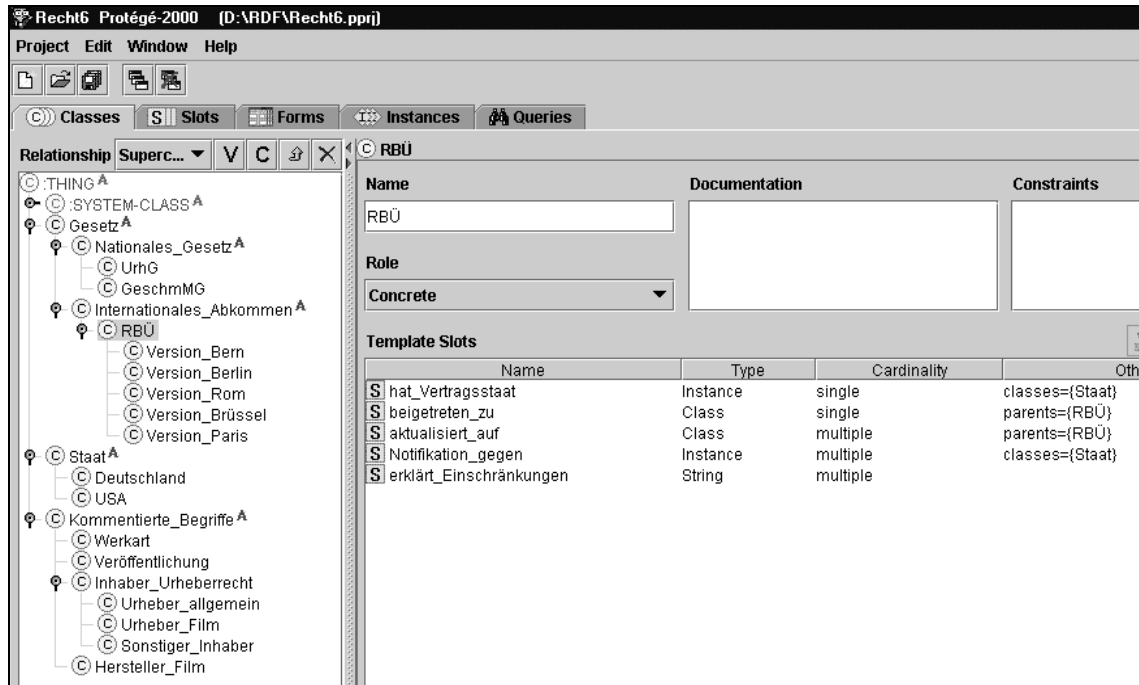 Recht6 Protégé-2000 (D:\RDF\Recht6.pprj)
Project Edit Window Help
C Classes S Slots Forms Instances Queries
Relationship Superc... V C
C RBÜ
C :THING A
C :SYSTEM-CLASS A
C Gesetz A
C Nationales_Gesetz A
C UrhG
C GeschmMG
C Internationales_Abkommen A
C RBÜ
C Version_Bern
C Version_Berlin
C Version_Rom
C Version_Brüssel
C Version_Paris
C Staat A
C Deutschland
C USA
C Kommentierte_Begriffe A
C Werkart
C Veröffentlichung
C Inhaber_Urheberrecht
C Urheber_allgemein
C Urheber_Film
C Sonstiger_Inhaber
C Hersteller_Film
Name Documentation Constraints
RBÜ
Role
Concrete
Template Slots
Name Type Cardinality Oth
S hat_Vertragsstaat Instance single classes={Staat}
S beigetreten_zu Class single parents={RBÜ}
S aktualisiert_auf Class multiple parents={RBÜ}
S Notifikation_gegen Instance multiple classes={Staat}
S erklärt_Einschränkungen String multiple